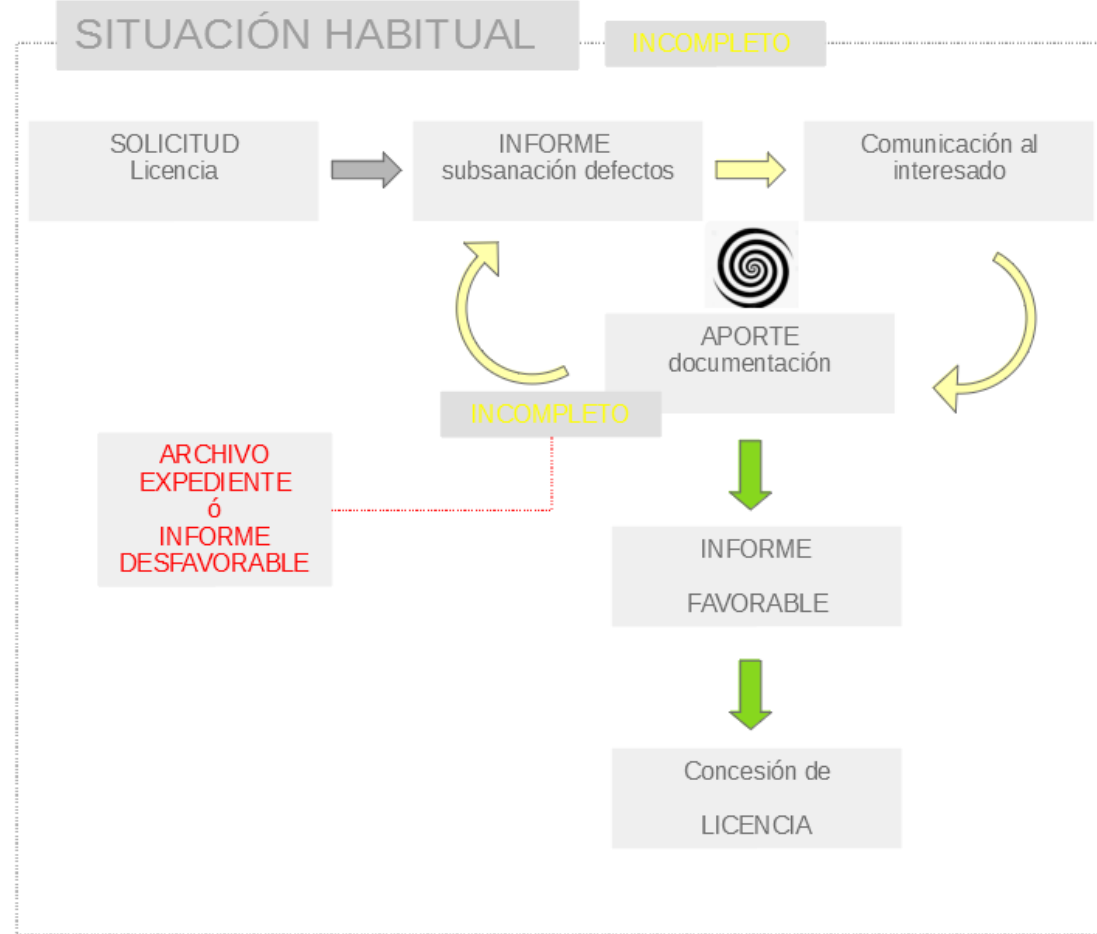 SITUACIÓN HABITUAL
INCOMPLETO
SOLICITUD
Licencia
INFORME
subsanación defectos
Comunicación al
interesado
APORTE
documentación
INCOMPLETO
ARCHIVO
EXPEDIENTE
ó
INFORME
DESFAVORABLE
INFORME
FAVORABLE
Concesión de
LICENCIA